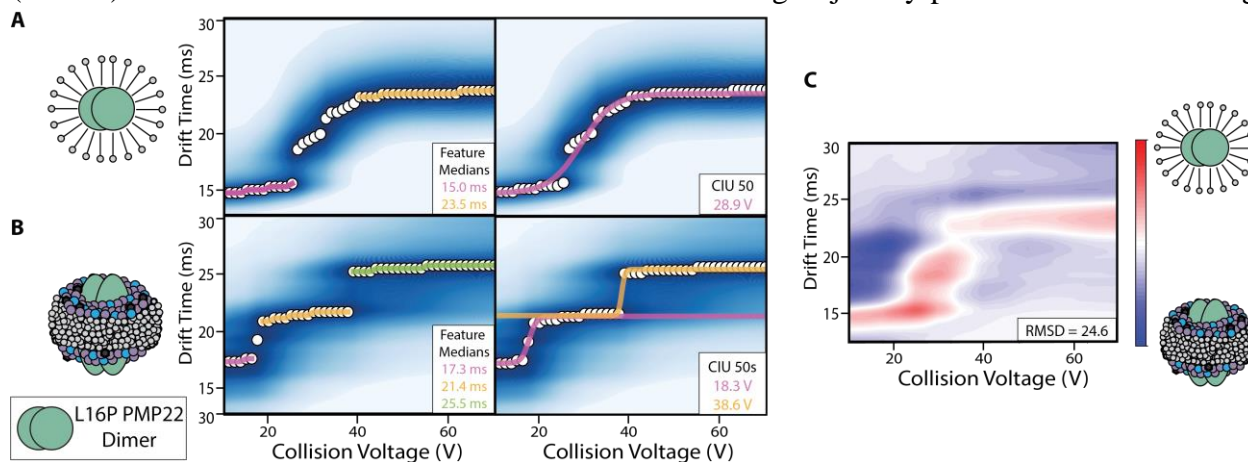 A
30
25
20
15
Drift Time (ms)
Feature
Medians
15.0 ms
23.5 ms
CIU 50
28.9 V
B
30
25
20
15
30
Drift Time (ms)
Feature
Medians
17.3 ms
21.4 ms
25.5 ms
CIU 50s
18.3 V
38.6 V
20 40 60
Collision Voltage (V)
20 40 60
Collision Voltage (V)
L16P PMP22
Dimer
C
30
25
20
15
Drift Time (ms)
RMSD = 24.6
20 40 60
Collision Voltage (V)